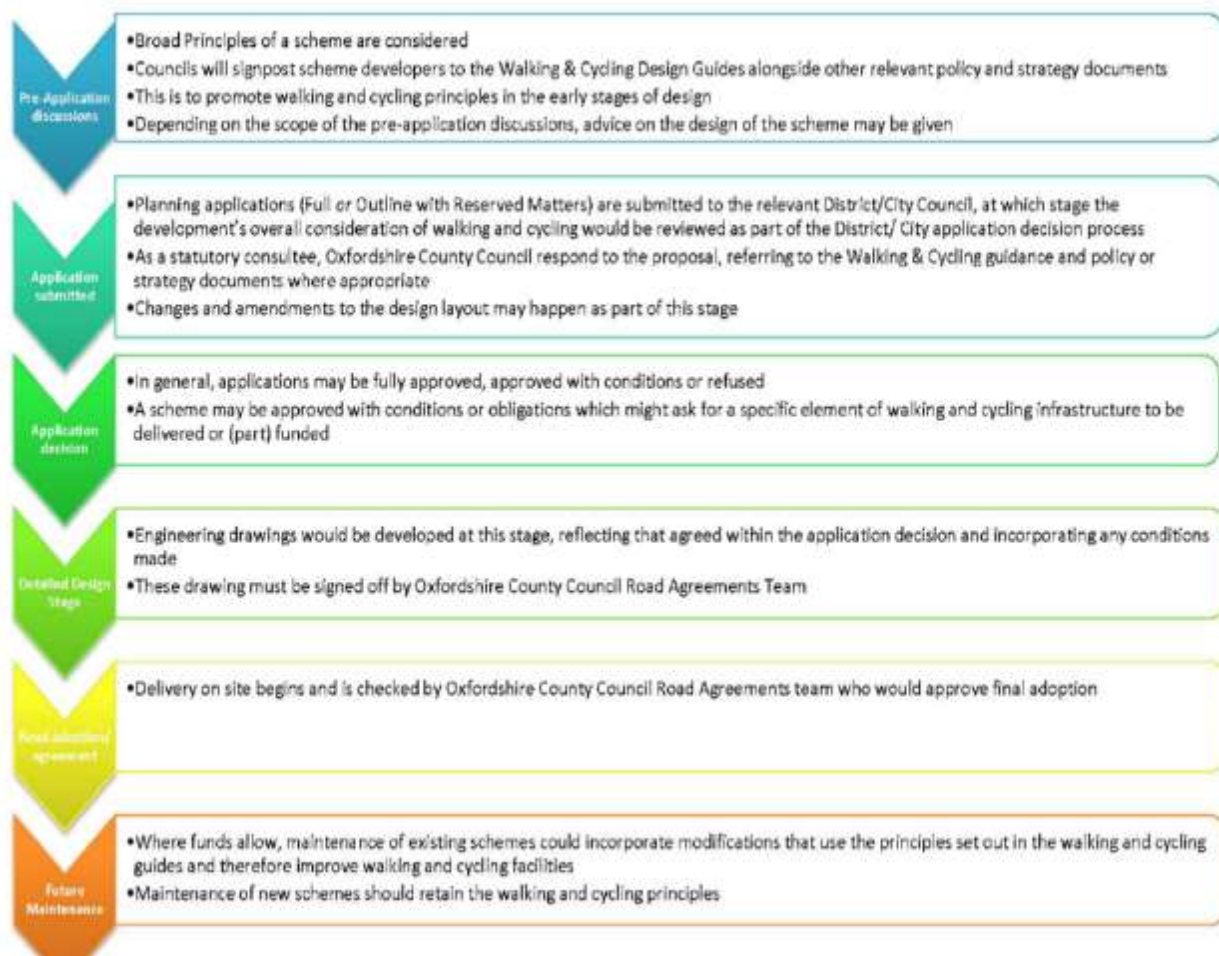 Pre-Application
discussions
•Broad Principles of a scheme are considered
•Councils will signpost scheme developers to the Walking & Cycling Design Guides alongside other relevant policy and strategy documents
•This is to promote walking and cycling principles in the early stages of design
•Depending on the scope of the pre-application discussions, advice on the design of the scheme may be given
Application
submitted
•Planning applications (Full or Outline with Reserved Matters) are submitted to the relevant District/City Council, at which stage the
development's overall consideration of walking and cycling would be reviewed as part of the District/ City application decision process
•As a statutory consultee, Oxfordshire County Council respond to the proposal, referring to the Walking & Cycling guidance and policy or
strategy documents where appropriate
•Changes and amendments to the design layout may happen as part of this stage
Application
decision
•In general, applications may be fully approved, approved with conditions or refused
•A scheme may be approved with conditions or obligations which might ask for a specific element of walking and cycling infrastructure to be
delivered or (part) funded
Detailed Design
Stage
•Engineering drawings would be developed at this stage, reflecting that agreed within the application decision and incorporating any conditions
made
•These drawing must be signed off by Oxfordshire County Council Road Agreements Team
agreement
•Delivery on site begins and is checked by Oxfordshire County Council Road Agreements team who would approve final adoption
Future
Maintenance
•Where funds allow, maintenance of existing schemes could incorporate modifications that use the principles set out in the walking and cycling
guides and therefore improve walking and cycling facilities
•Maintenance of new schemes should retain the walking and cycling principles